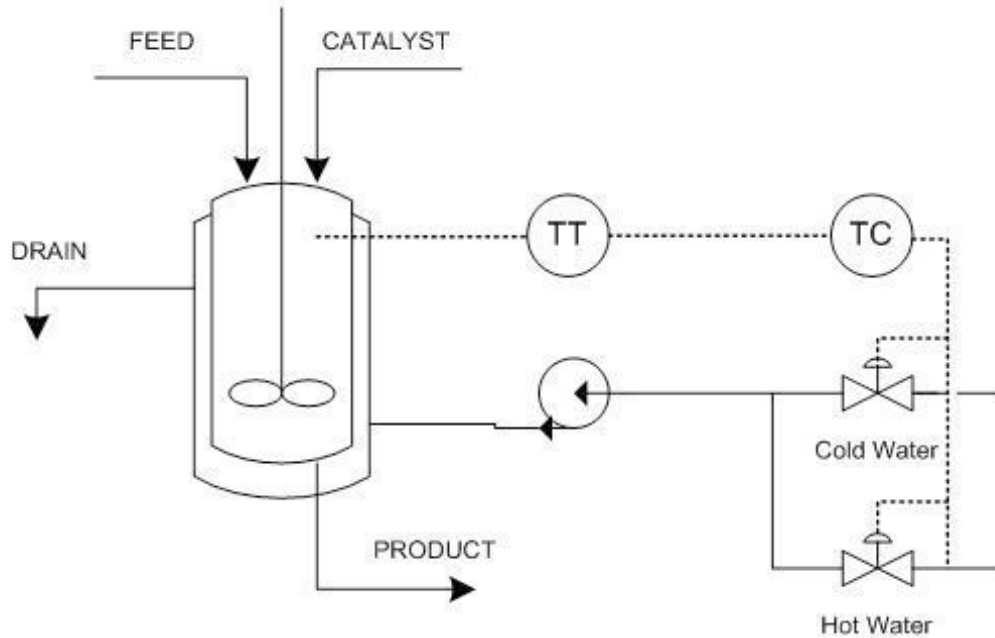 FEED
CATALYST
DRAIN
TT
TC
Cold Water
PRODUCT
Hot Water